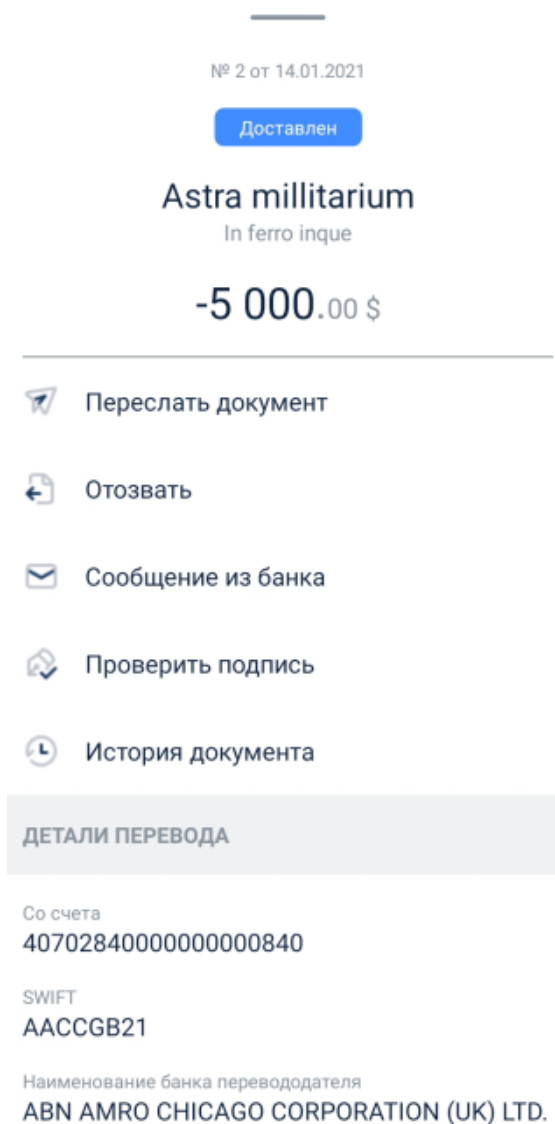 № 2 от 14.01.2021
Доставлен
Astra millitarium
In ferro inque
-5 000.00 $
Переслать документ
Отозвать
Сообщение из банка
Проверить подпись
История документа
ДЕТАЛИ ПЕРЕВОДА
Со счета
40702840000000000840
SWIFT
AACCGB21
Наименование банка перевододателя
ABN AMRO CHICAGO CORPORATION (UK) LTD.